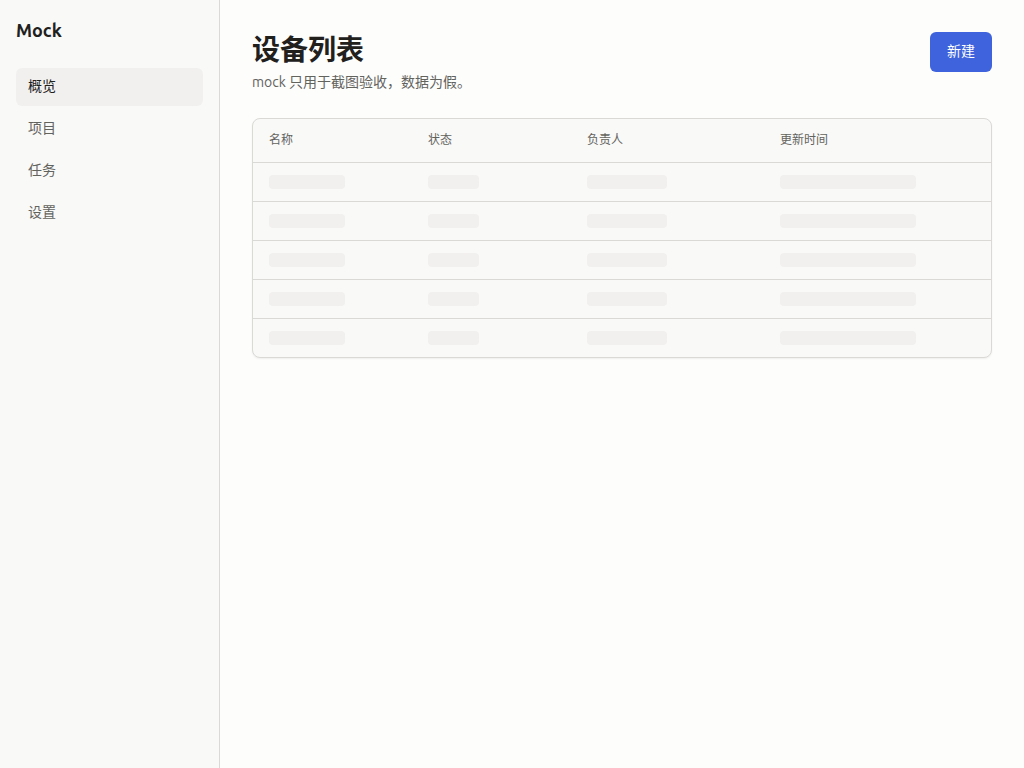 Mock
概览
项目
任务
设置
设备列表
mock 只用于截图验收，数据为假。
新建
名称 状态 负责人 更新时间